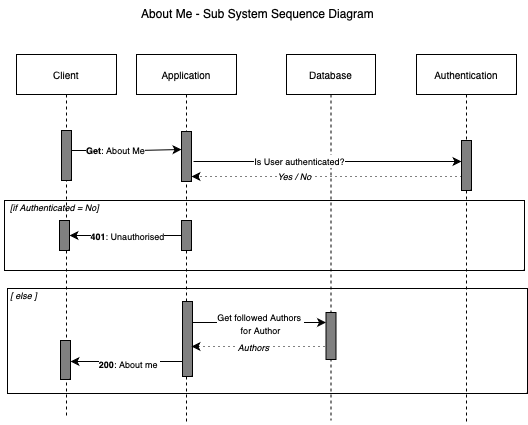 About Me - Sub System Sequence Diagram
Client
Application
Database
Authentication
Get: About Me
Is User authenticated?
Yes / No
[if Authenticated = No]
401: Unauthorised
[ else ]
Get followed Authors
for Author
Authors
200: About me